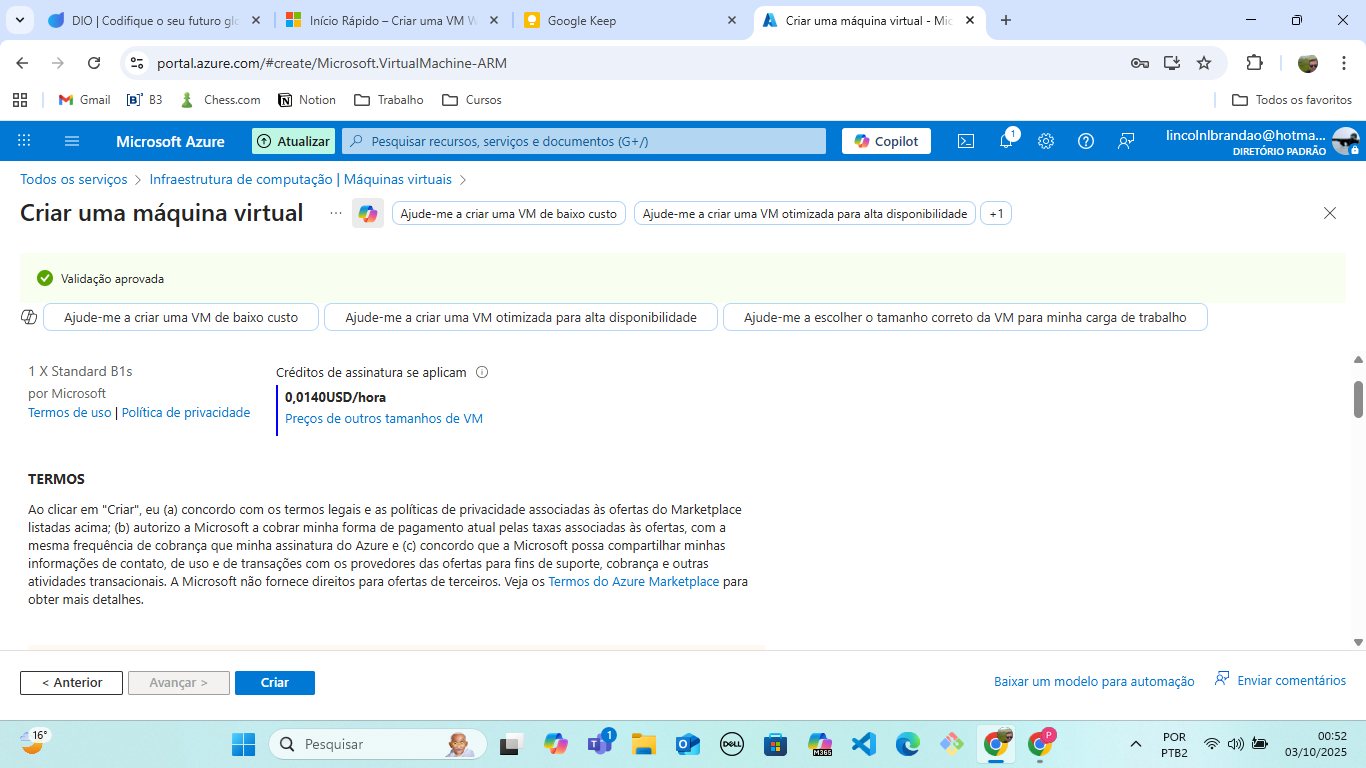 DIO | Codifique o seu futuro glo
Início Rápido – Criar uma VM W
Google Keep
Criar uma máquina virtual - Mic
portal.azure.com/#create/Microsoft.VirtualMachine-ARM
Gmail
B3
Chess.com
Notion
Trabalho
Cursos
Todos os favoritos
Microsoft Azure
Atualizar
Pesquisar recursos, serviços e documentos (G+/)
Copilot
1
lincolnlbrandao@hotma...
DIRETÓRIO PADRÃO
Todos os serviços > Infraestrutura de computação | Máquinas virtuais >
Criar uma máquina virtual ...
Ajude-me a criar uma VM de baixo custo
Ajude-me a criar uma VM otimizada para alta disponibilidade
+1
Validação aprovada
Ajude-me a criar uma VM de baixo custo
Ajude-me a criar uma VM otimizada para alta disponibilidade
Ajude-me a escolher o tamanho correto da VM para minha carga de trabalho
1 X Standard B1s
por Microsoft
Termos de uso | Política de privacidade
Créditos de assinatura se aplicam
0,0140USD/hora
Preços de outros tamanhos de VM
TERMOS
Ao clicar em "Criar", eu (a) concordo com os termos legais e as políticas de privacidade associadas às ofertas do Marketplace
listadas acima; (b) autorizo a Microsoft a cobrar minha forma de pagamento atual pelas taxas associadas às ofertas, com a
mesma frequência de cobrança que minha assinatura do Azure e (c) concordo que a Microsoft possa compartilhar minhas
informações de contato, de uso e de transações com os provedores das ofertas para fins de suporte, cobrança e outras
atividades transacionais. A Microsoft não fornece direitos para ofertas de terceiros. Veja os Termos do Azure Marketplace para
obter mais detalhes.
< Anterior
Avançar >
Criar
Baixar um modelo para automação
Enviar comentários
16°
Pesquisar
1
DELL
M365
P
POR
PTB2
00:52
03/10/2025